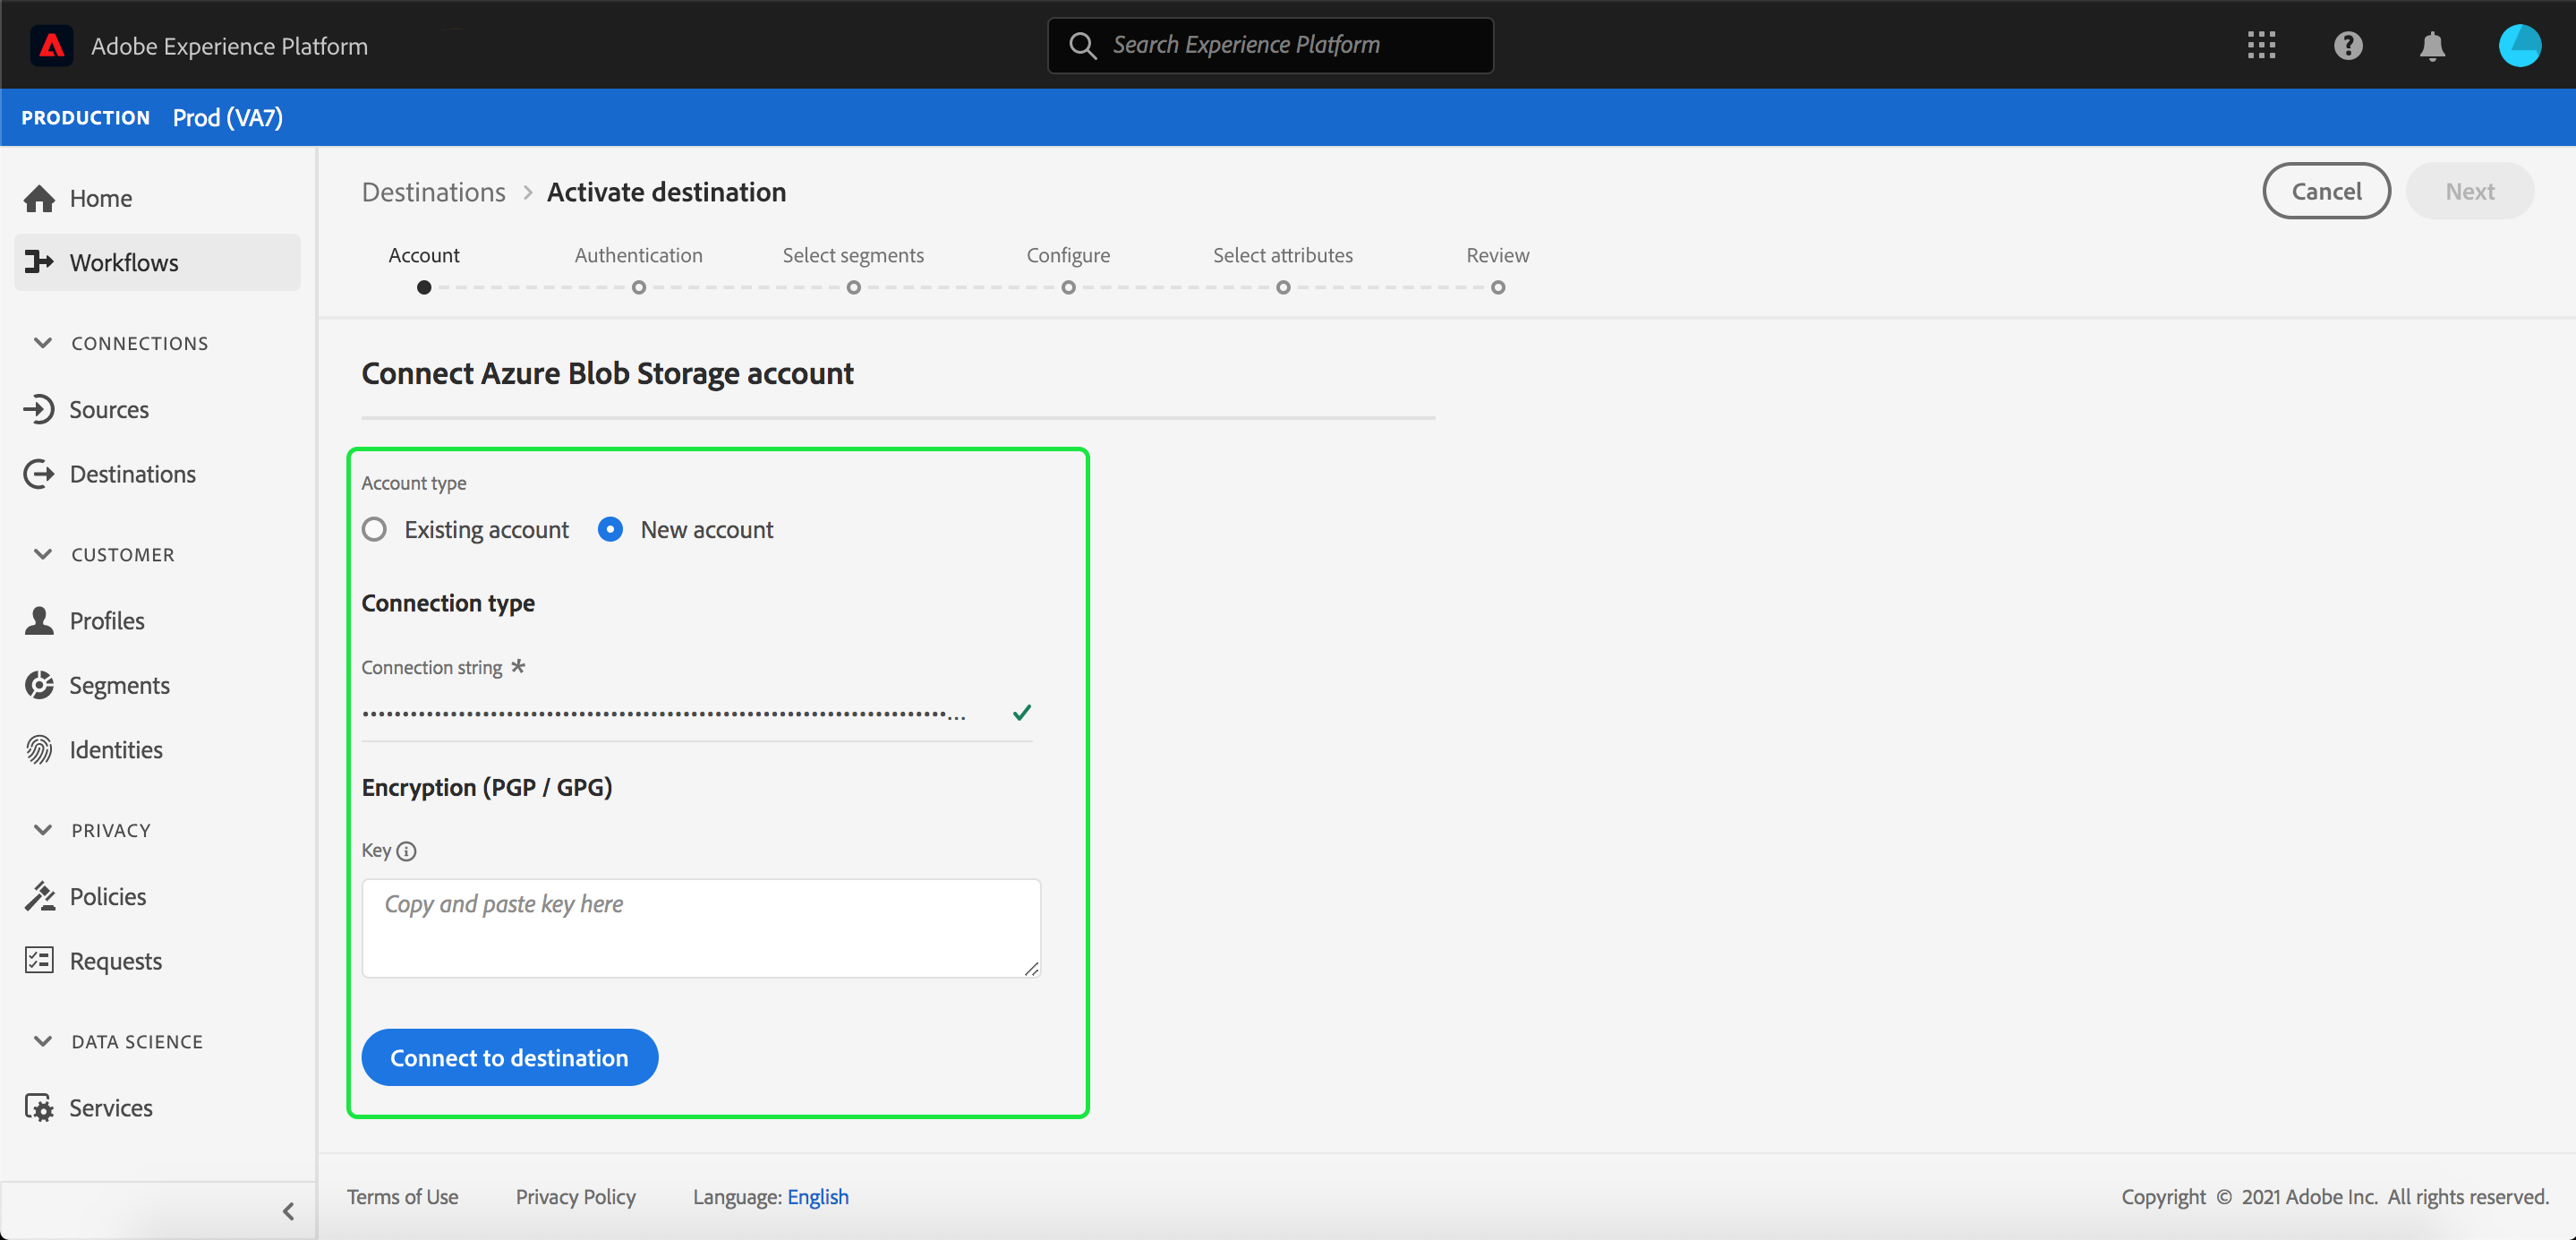 Adobe Experience Platform
Search Experience Platform
PRODUCTION Prod (VA7)
Home
Workflows
CONNECTIONS
Sources
Destinations
CUSTOMER
Profiles
Segments
Identities
PRIVACY
Policies
Requests
DATA SCIENCE
Services
Destinations > Activate destination
Cancel
Next
Account Authentication Select segments Configure Select attributes Review
Connect Azure Blob Storage account
Account type
Existing account New account
Connection type
Connection string *
Encryption (PGP / GPG)
Key
Copy and paste key here
Connect to destination
Terms of Use Privacy Policy Language: English
Copyright © 2021 Adobe Inc. All rights reserved.